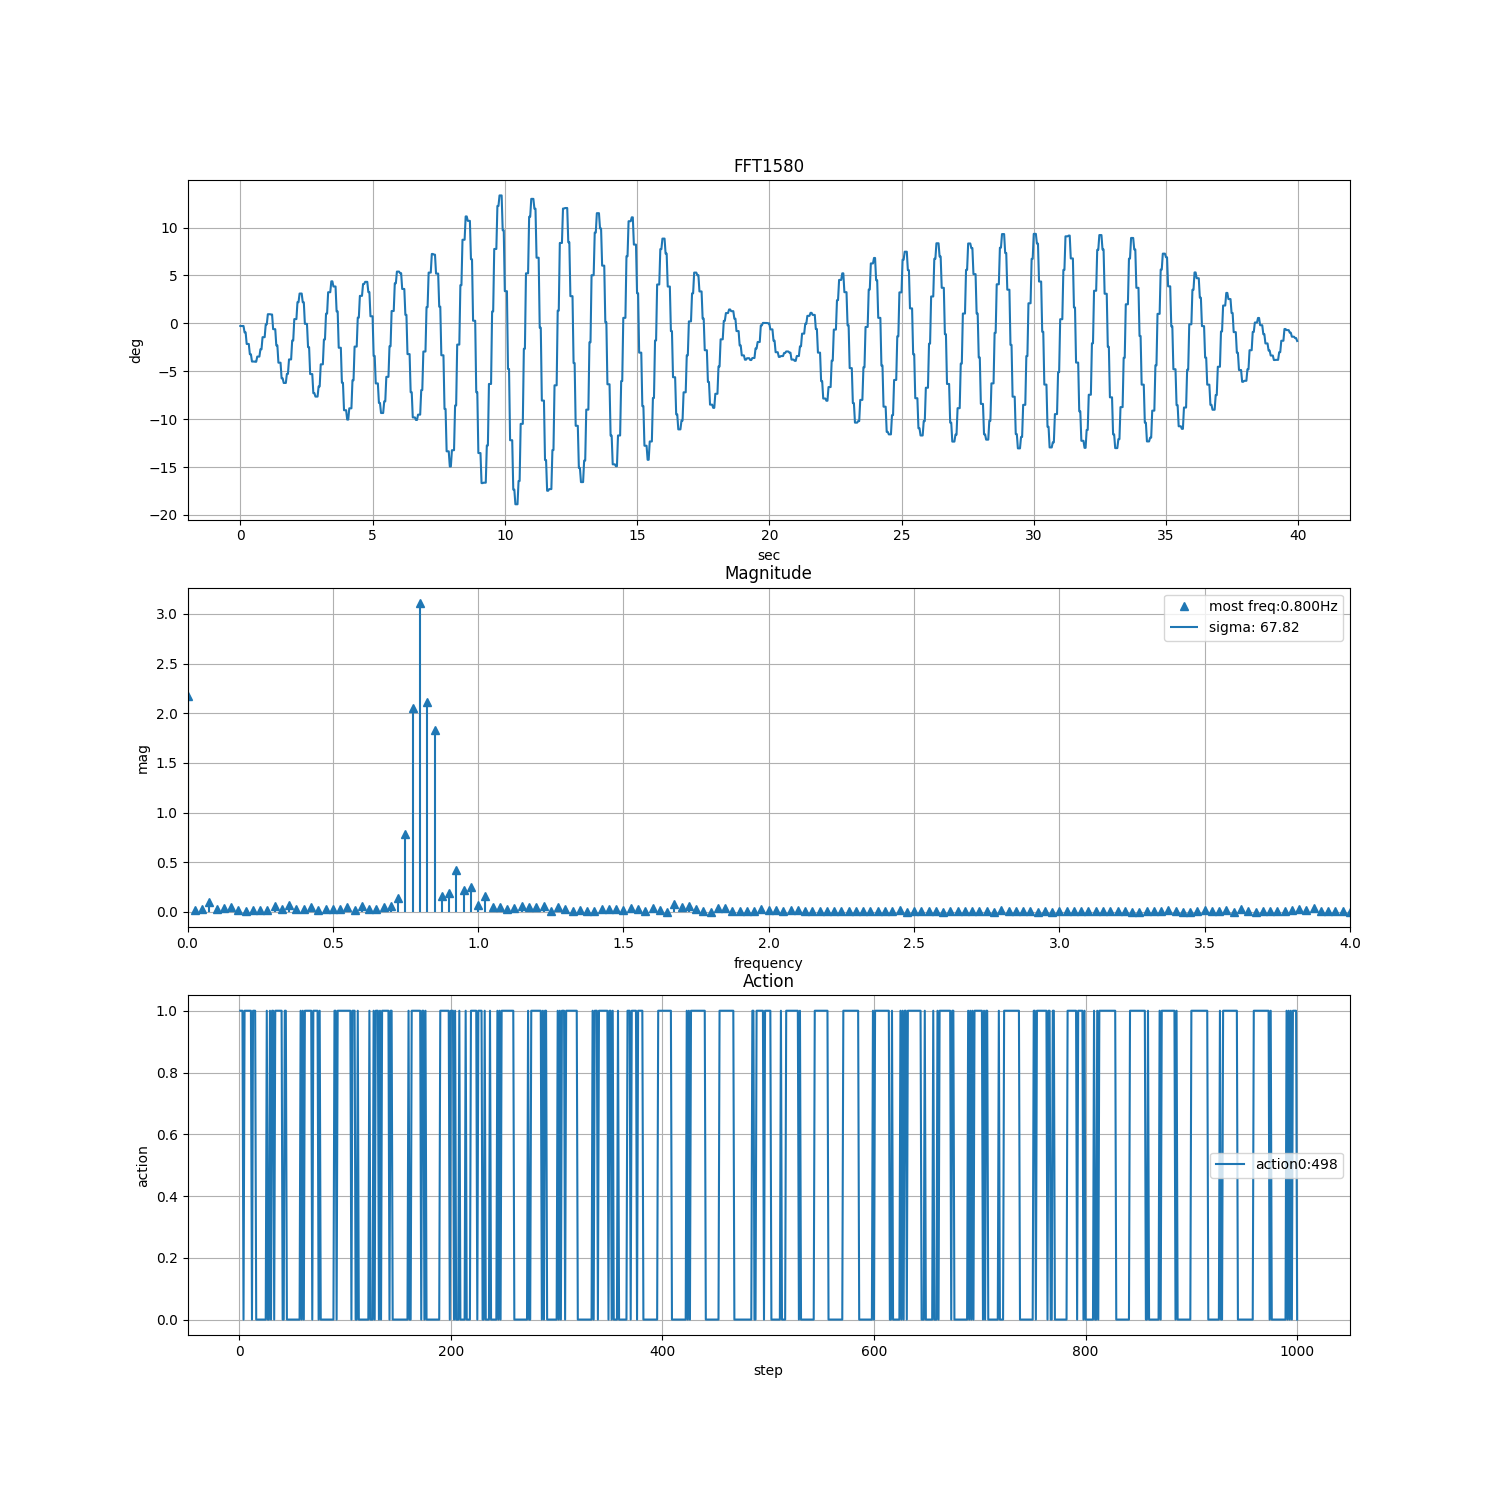 FFT1580
10
5
0
−5
−10
−15
−20
deg
0 5 10 15 20 25 30 35 40
sec
Magnitude
most freq:0.800Hz
sigma: 67.82
3.0
2.5
2.0
1.5
1.0
0.5
0.0
mag
0.0 0.5 1.0 1.5 2.0 2.5 3.0 3.5 4.0
frequency
Action
1.0
0.8
0.6
0.4
0.2
0.0
action
action0:498
0 200 400 600 800 1000
step